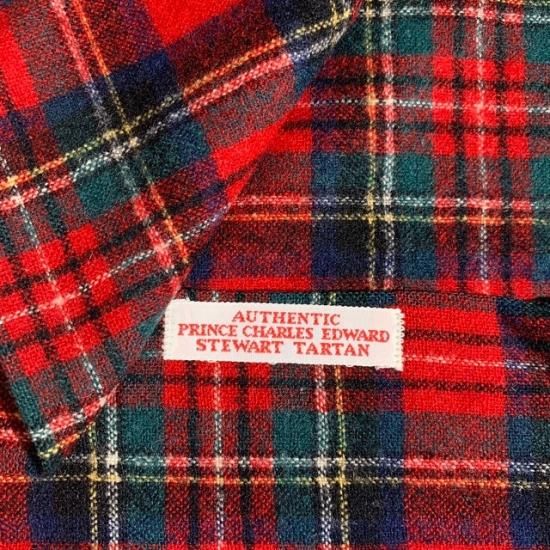 AUTHENTIC
PRINCE CHARLES EDWARD
STEWART TARTAN